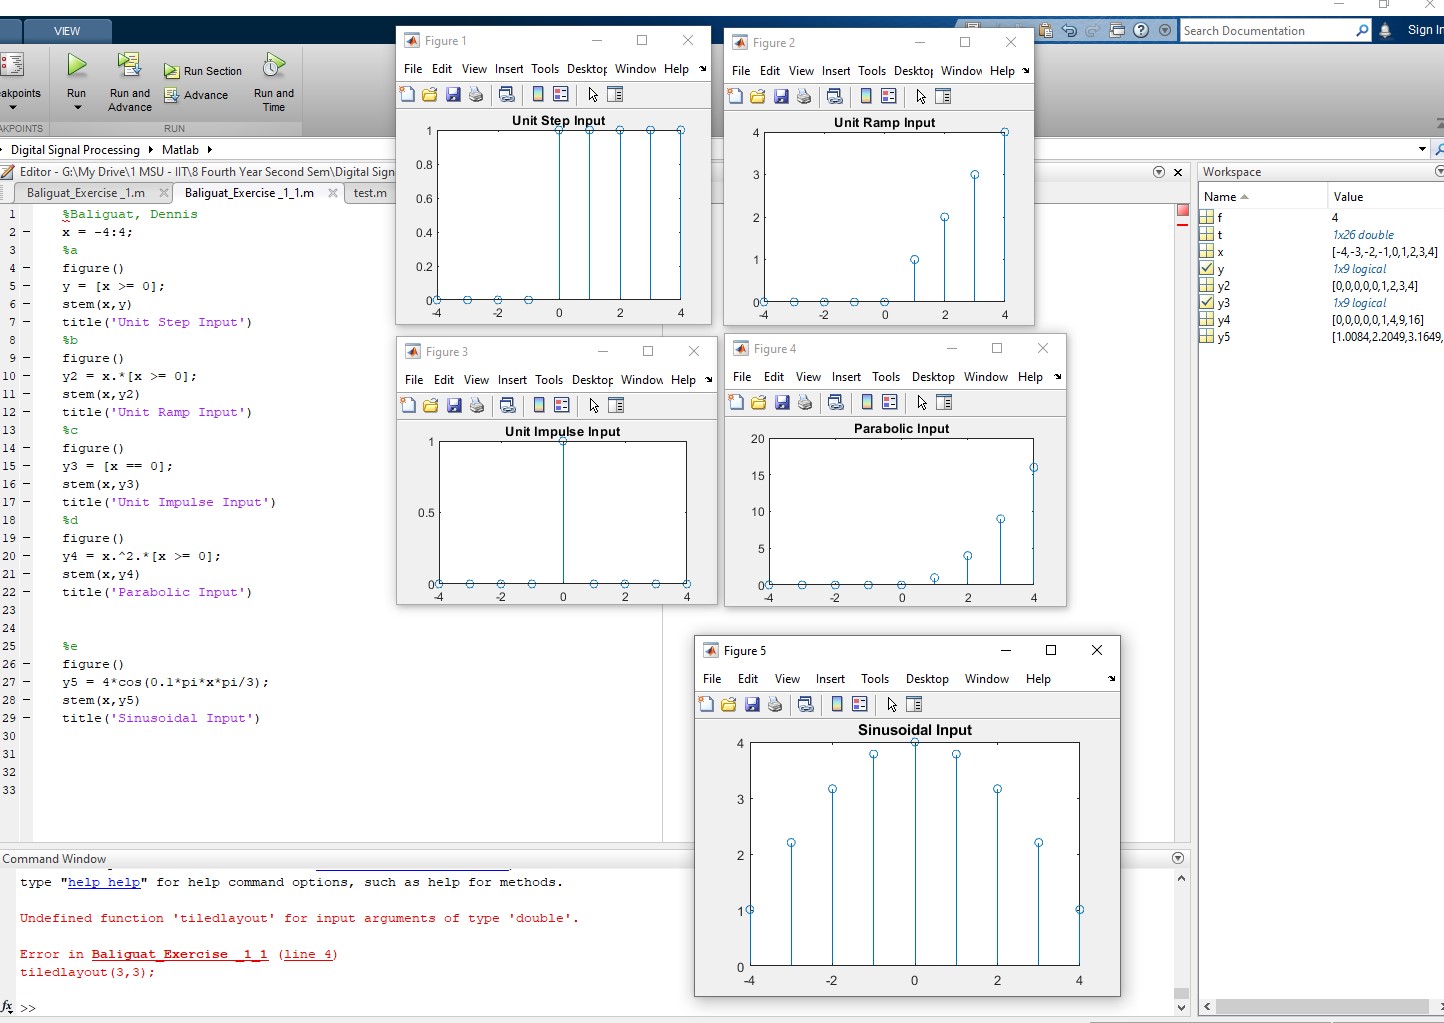 VIEW
Search Documentation
Sign In
akpoints
Run
Run and
Advance
Run Section
Advance
Run and
Time
AKPOINTS
RUN
Digital Signal Processing
Matlab
Editor - G:\My Drive\1 MSU - IIT\8 Fourth Year Second Sem\Digital Sign
Baliguat_Exercise _1.m
Baliguat_Exercise _1_1.m
test.m
1 %Baliguat, Dennis
2 x = -4:4;
3 %a
4 figure()
5 y = [x >= 0];
6 stem(x,y)
7 title('Unit Step Input')
8 %b
9 figure()
10 y2 = x.*[x >= 0];
11 stem(x,y2)
12 title('Unit Ramp Input')
13 %c
14 figure()
15 y3 = [x == 0];
16 stem(x,y3)
17 title('Unit Impulse Input')
18 %d
19 figure()
20 y4 = x.^2.*[x >= 0];
21 stem(x,y4)
22 title('Parabolic Input')
23
24
25 %e
26 figure()
27 y5 = 4*cos(0.1*pi*x*pi/3);
28 stem(x,y5)
29 title('Sinusoidal Input')
30
31
32
33
Figure 1
File Edit View Insert Tools Desktop Window Help
Unit Step Input
1
0.8
0.6
0.4
0.2
0
-4 -2 0 2 4
Figure 2
File Edit View Insert Tools Desktop Window Help
Unit Ramp Input
4
3
2
1
0
-4 -2 0 2 4
Figure 3
File Edit View Insert Tools Desktop Window Help
Unit Impulse Input
1
0.5
0
-4 -2 0 2 4
Figure 4
File Edit View Insert Tools Desktop Window Help
Parabolic Input
20
15
10
5
0
-4 -2 0 2 4
Figure 5
File Edit View Insert Tools Desktop Window Help
Sinusoidal Input
4
3
2
1
0
-4 -2 0 2 4
Workspace
Name Value
f 4
t 1x26 double
x [-4,-3,-2,-1,0,1,2,3,4]
y 1x9 logical
y2 [0,0,0,0,0,1,2,3,4]
y3 1x9 logical
y4 [0,0,0,0,0,1,4,9,16]
y5 [1.0084,2.2049,3.1649,
Command Window
type "help help" for help command options, such as help for methods.
Undefined function 'tiledlayout' for input arguments of type 'double'.
Error in Baliguat_Exercise _1_1 (line 4)
tiledlayout(3,3);
fx >>